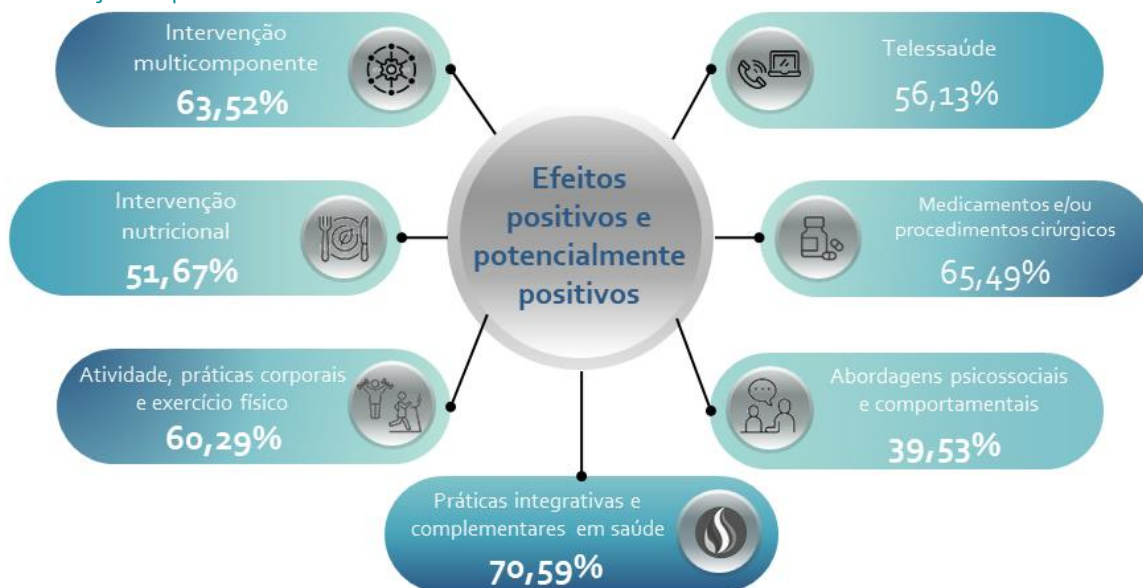 Intervenção
multicomponente
63,52%
Telessaúde
56,13%
Efeitos
positivos e
potencialmente
positivos
Intervenção
nutricional
51,67%
Medicamentos e/ou
procedimentos cirúrgicos
65,49%
Atividade, práticas corporais
e exercício físico
60,29%
Abordagens psicossociais
e comportamentais
39,53%
Práticas integrativas e
complementares em saúde
70,59%